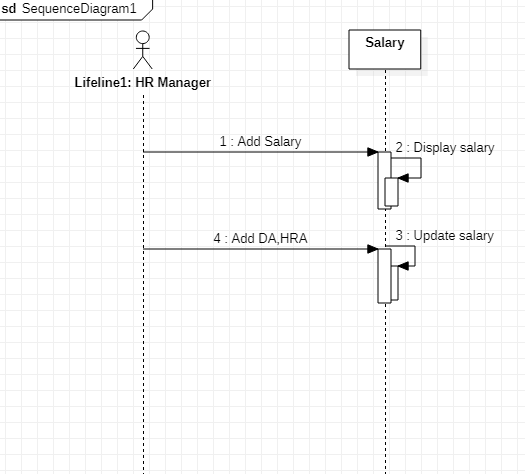 sd SequenceDiagram1
Salary
Lifeline1: HR Manager
1 : Add Salary
2 : Display salary
3 : Update salary
4 : Add DA,HRA